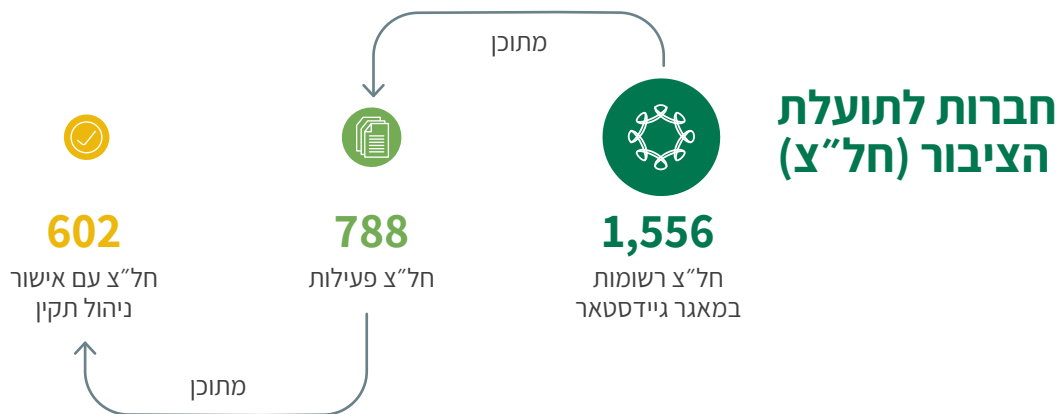 חברות לתועלת
הציבור (חל״צ)
1,556
חל״צ רשומות
במאגר גיידסטאר
מתוכן
788
חל״צ פעילות
מתוכן
602
חל״צ עם אישור
ניהול תקין